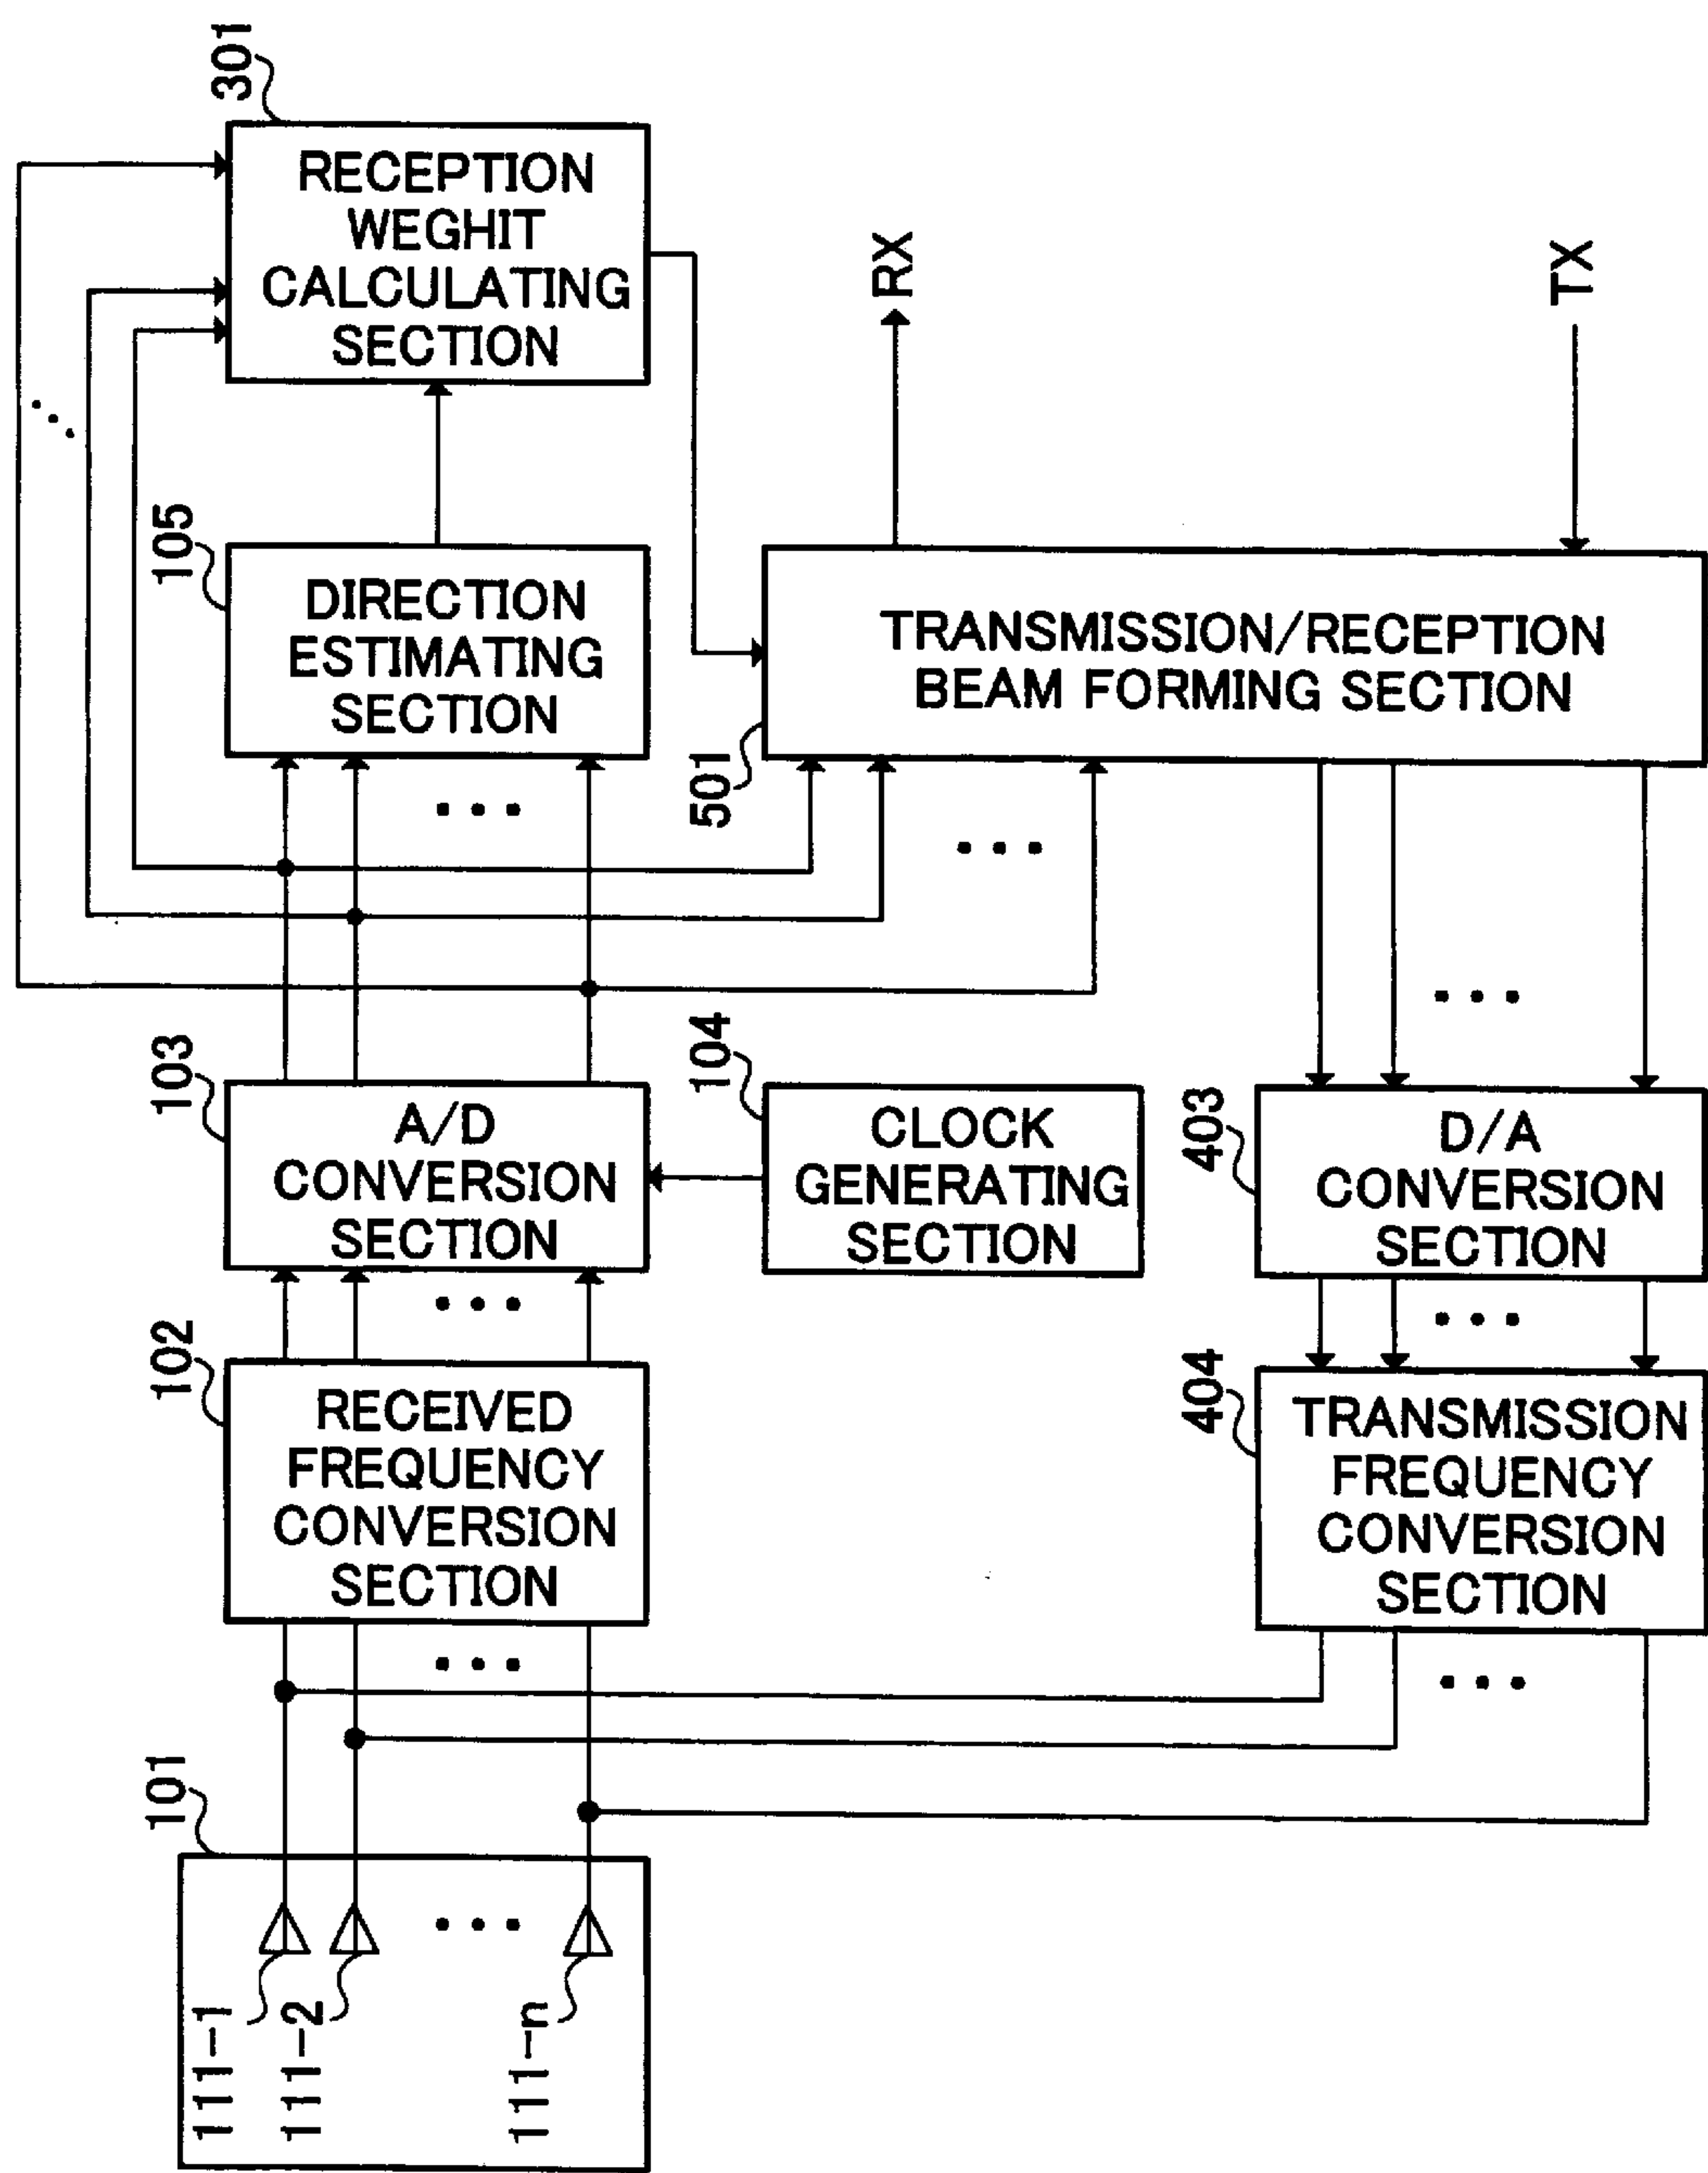 101
111-1
111-2
111-n
102
RECEIVED
FREQUENCY
CONVERSION
SECTION
103
A/D
CONVERSION
SECTION
104
CLOCK
GENERATING
SECTION
105
DIRECTION
ESTIMATING
SECTION
301
RECEPTION
WEGHIT
CALCULATING
SECTION
501
TRANSMISSION/RECEPTION
BEAM FORMING SECTION
RX
TX
403
D/A
CONVERSION
SECTION
404
TRANSMISSION
FREQUENCY
CONVERSION
SECTION